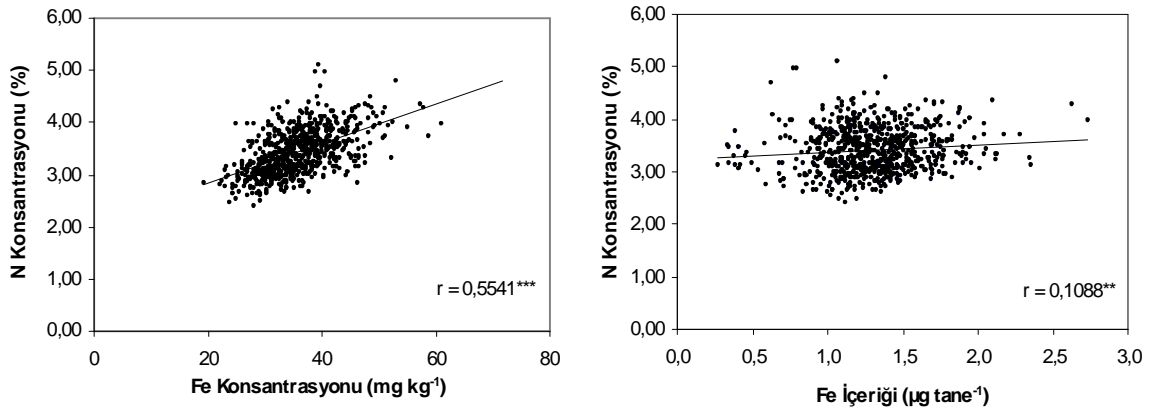 6,00
5,00
4,00
3,00
2,00
1,00
0,00
N Konsantrasyonu (%)
r = 0,5541***
0 20 40 60 80
Fe Konsantrasyonu (mg kg⁻¹)
6,00
5,00
4,00
3,00
2,00
1,00
0,00
N Konsantrasyonu (%)
r = 0,1088**
0,0 0,5 1,0 1,5 2,0 2,5 3,0
Fe İçeriği (µg tane⁻¹)